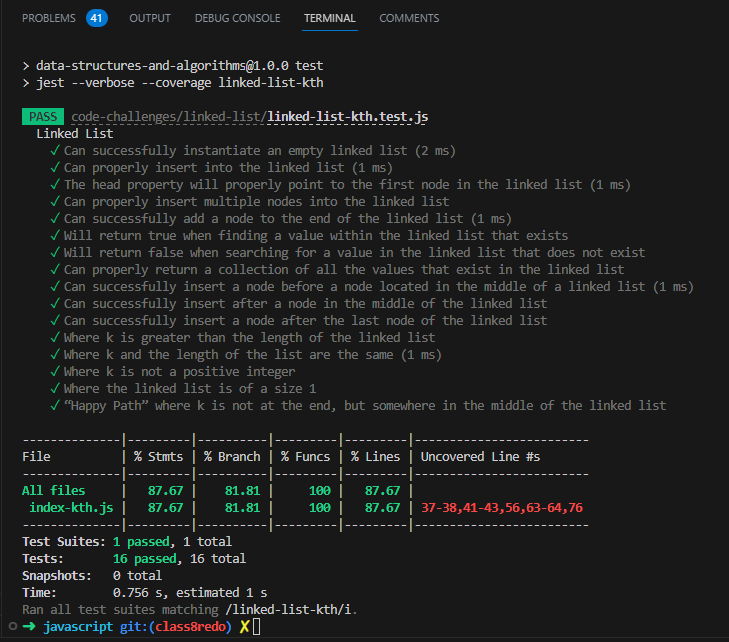 PROBLEMS 41 OUTPUT DEBUG CONSOLE TERMINAL COMMENTS
> data-structures-and-algorithms@1.0.0 test
> jest --verbose --coverage linked-list-kth
PASS code-challenges/linked-list/linked-list-kth.test.js
Linked List
√ Can successfully instantiate an empty linked list (2 ms)
√ Can properly insert into the linked list (1 ms)
√ The head property will properly point to the first node in the linked list (1 ms)
√ Can properly insert multiple nodes into the linked list
√ Can successfully add a node to the end of the linked list (1 ms)
√ Will return true when finding a value within the linked list that exists
√ Will return false when searching for a value in the linked list that does not exist
√ Can properly return a collection of all the values that exist in the linked list
√ Can successfully insert a node before a node located in the middle of a linked list (1 ms)
√ Can successfully insert after a node in the middle of the linked list
√ Can successfully insert a node after the last node of the linked list
√ Where k is greater than the length of the linked list
√ Where k and the length of the list are the same (1 ms)
√ Where k is not a positive integer
√ Where the linked list is of a size 1
√ “Happy Path” where k is not at the end, but somewhere in the middle of the linked list
--------------|---------|----------|---------|---------|-------------------------
File | % Stmts | % Branch | % Funcs | % Lines | Uncovered Line #s
--------------|---------|----------|---------|---------|-------------------------
All files | 87.67 | 81.81 | 100 | 87.67 |
index-kth.js | 87.67 | 81.81 | 100 | 87.67 | 37-38,41-43,56,63-64,76
--------------|---------|----------|---------|---------|-------------------------
Test Suites: 1 passed, 1 total
Tests: 16 passed, 16 total
Snapshots: 0 total
Time: 0.756 s, estimated 1 s
Ran all test suites matching /linked-list-kth/i.
➜ javascript git:(class8redo) ✗